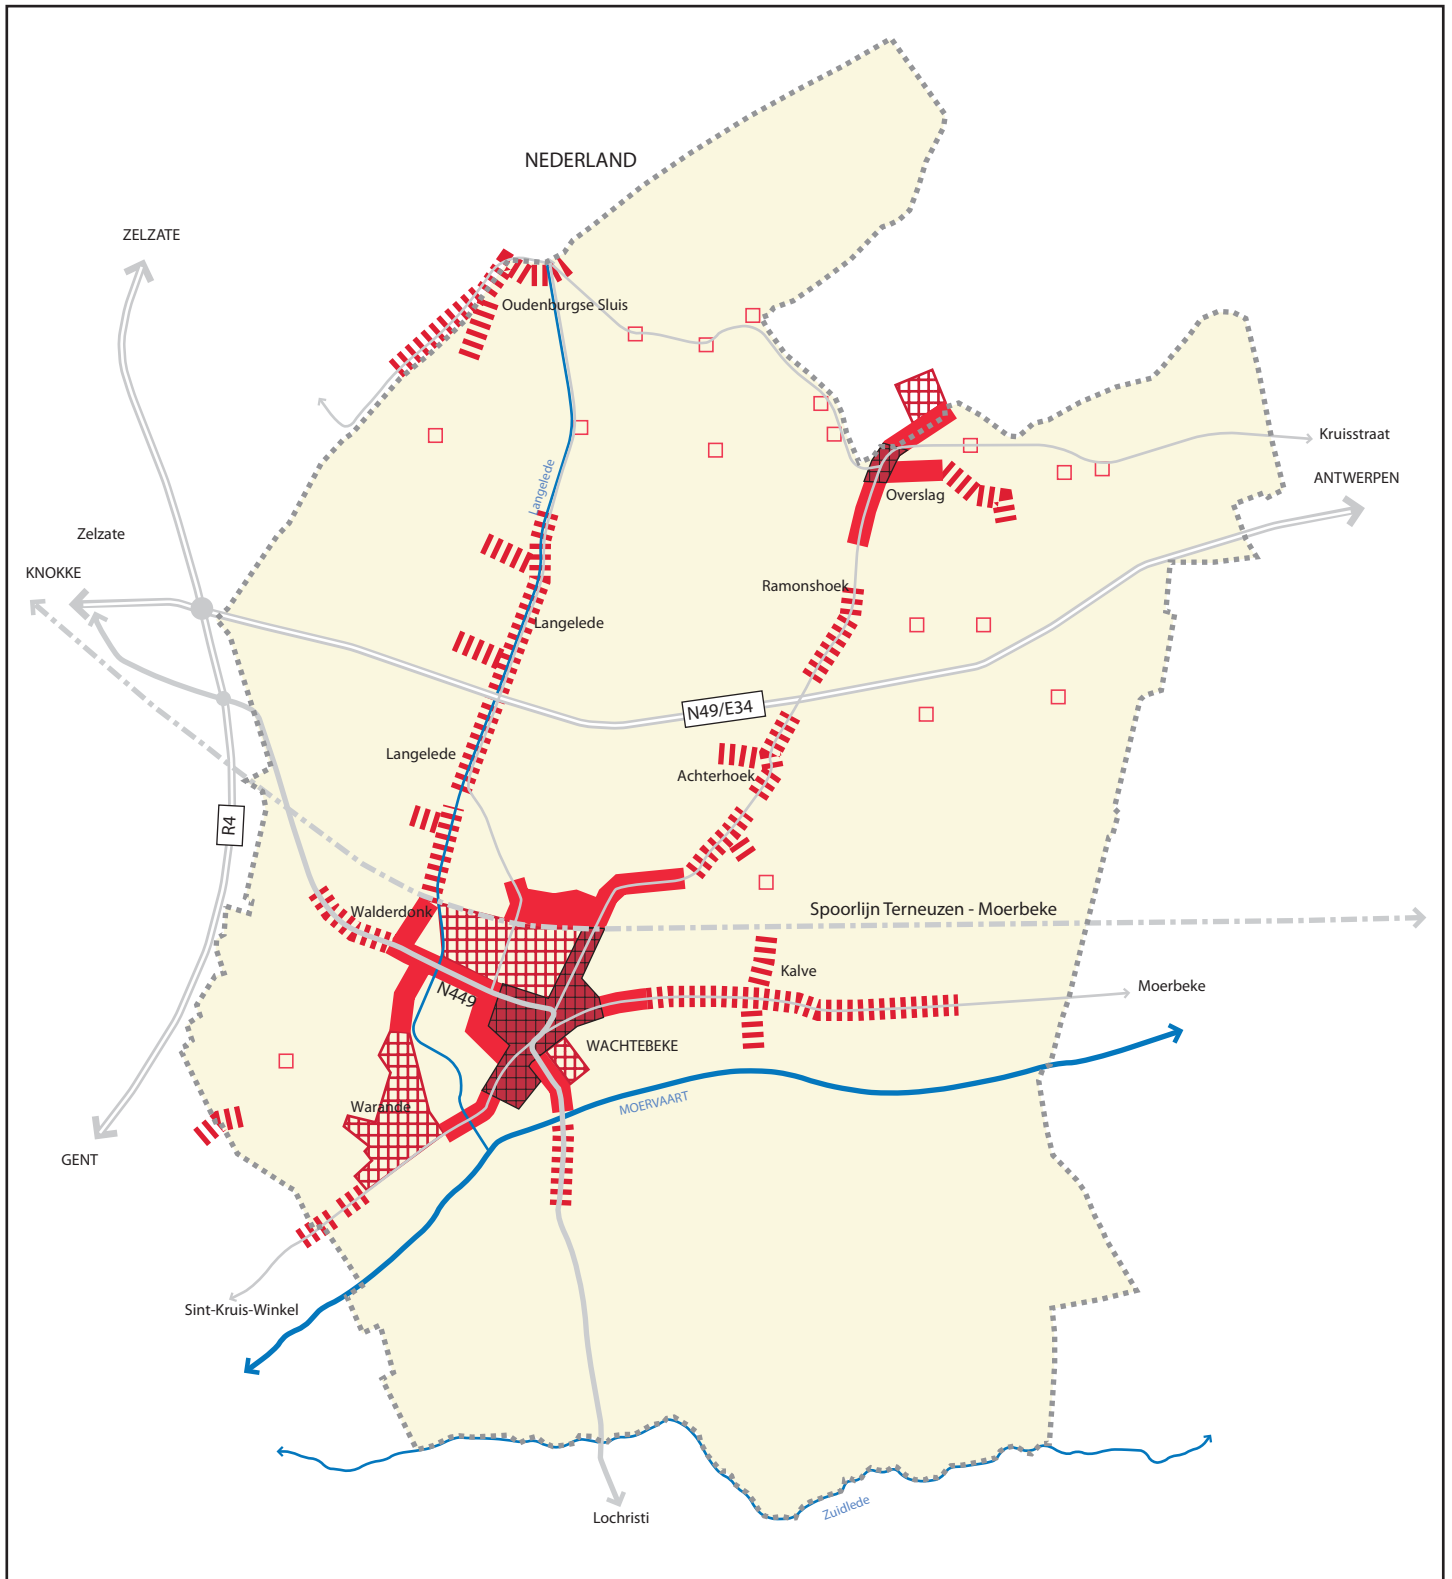 NEDERLAND
ZELZATE
Oudenburgse Sluis
Kruisstraat
ANTWERPEN
Langelede
Overslag
Zelzate
KNOKKE
Ramonshoek
Langelede
N49/E34
Langelede
Achterhoek
R4
Walderdonk
Spoorlijn Terneuzen - Moerbeke
Kalve
Moerbeke
N449
WACHTEBEKE
MOERVAART
Warande
GENT
Sint-Kruis-Winkel
Zuidlede
Lochristi